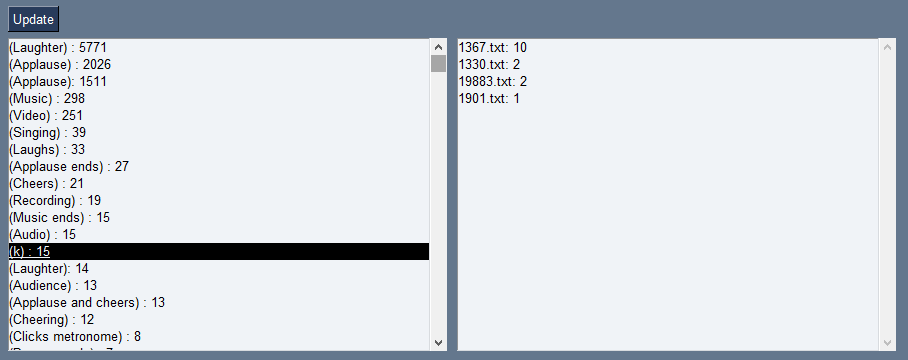 Update
(Laughter) : 5771
(Applause) : 2026
(Applause): 1511
(Music) : 298
(Video) : 251
(Singing) : 39
(Laughs) : 33
(Applause ends) : 27
(Cheers) : 21
(Recording) : 19
(Music ends) : 15
(Audio) : 15
(k) : 15
(Laughter): 14
(Audience) : 13
(Applause and cheers) : 13
(Cheering) : 12
(Clicks metronome) : 8
1367.txt: 10
1330.txt: 2
19883.txt: 2
1901.txt: 1